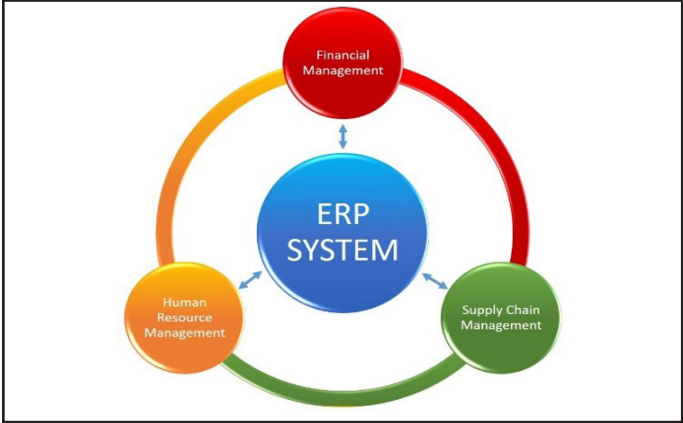 Financial
Management
ERP
SYSTEM
Human
Resource
Management
Supply Chain
Management